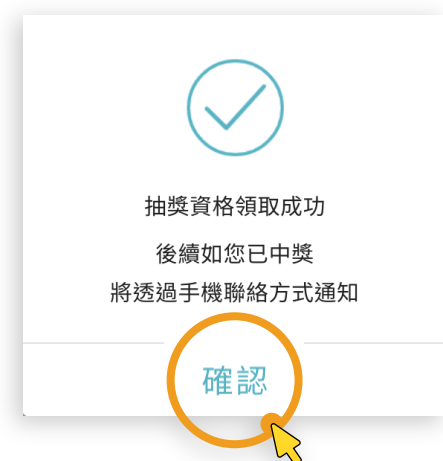 抽獎資格領取成功
後續如您已中獎
將透過手機聯絡方式通知
確認